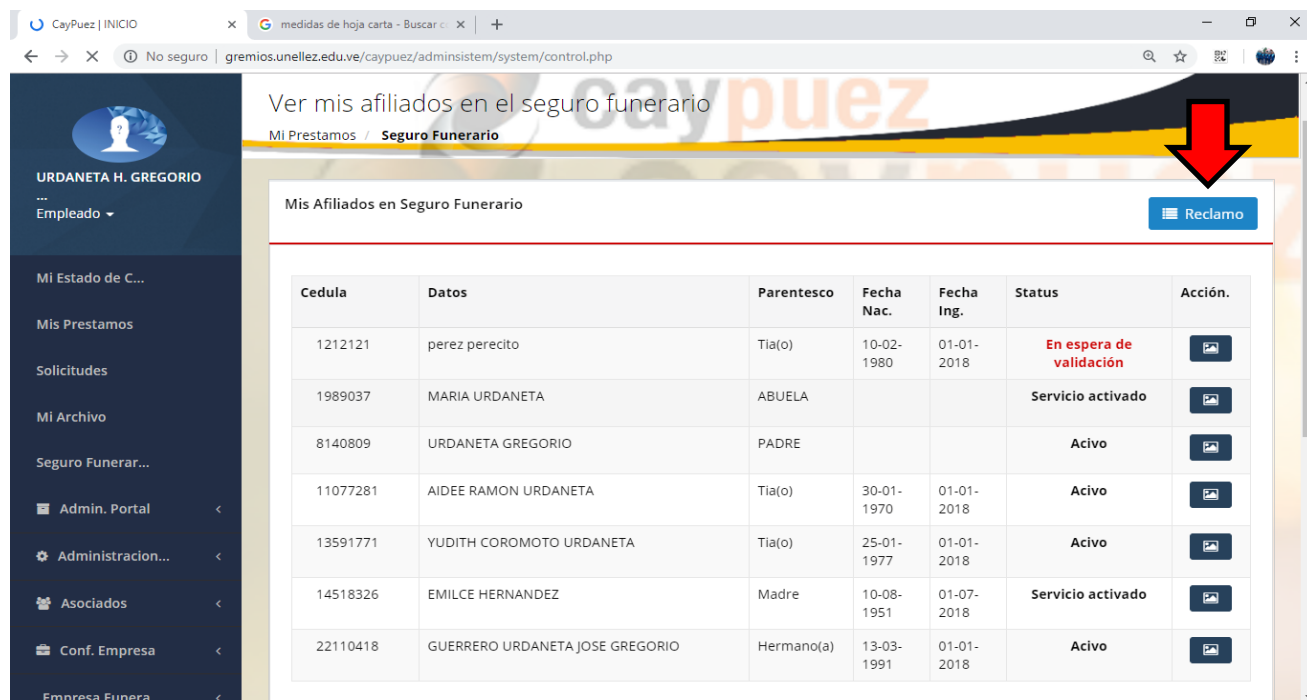 CayPuez | INICIO
medidas de hoja carta - Buscar c
No seguro | gremios.unellez.edu.ve/caypuez/adminsistem/system/control.php
caypuez
Ver mis afiliados en el seguro funerario
Mi Prestamos / Seguro Funerario
URDANETA H. GREGORIO
...
Empleado
Mi Estado de C...
Mis Prestamos
Solicitudes
Mi Archivo
Seguro Funerar...
Admin. Portal
Administracion...
Asociados
Conf. Empresa
Empresa Funera
Mis Afiliados en Seguro Funerario
Reclamo
Cedula Datos Parentesco Fecha Nac. Fecha Ing. Status Acción.
1212121 perez perecito Tia(o) 10-02-1980 01-01-2018 En espera de validación
1989037 MARIA URDANETA ABUELA Servicio activado
8140809 URDANETA GREGORIO PADRE Acivo
11077281 AIDEE RAMON URDANETA Tia(o) 30-01-1970 01-01-2018 Acivo
13591771 YUDITH COROMOTO URDANETA Tia(o) 25-01-1977 01-01-2018 Acivo
14518326 EMILCE HERNANDEZ Madre 10-08-1951 01-07-2018 Servicio activado
22110418 GUERRERO URDANETA JOSE GREGORIO Hermano(a) 13-03-1991 01-01-2018 Acivo